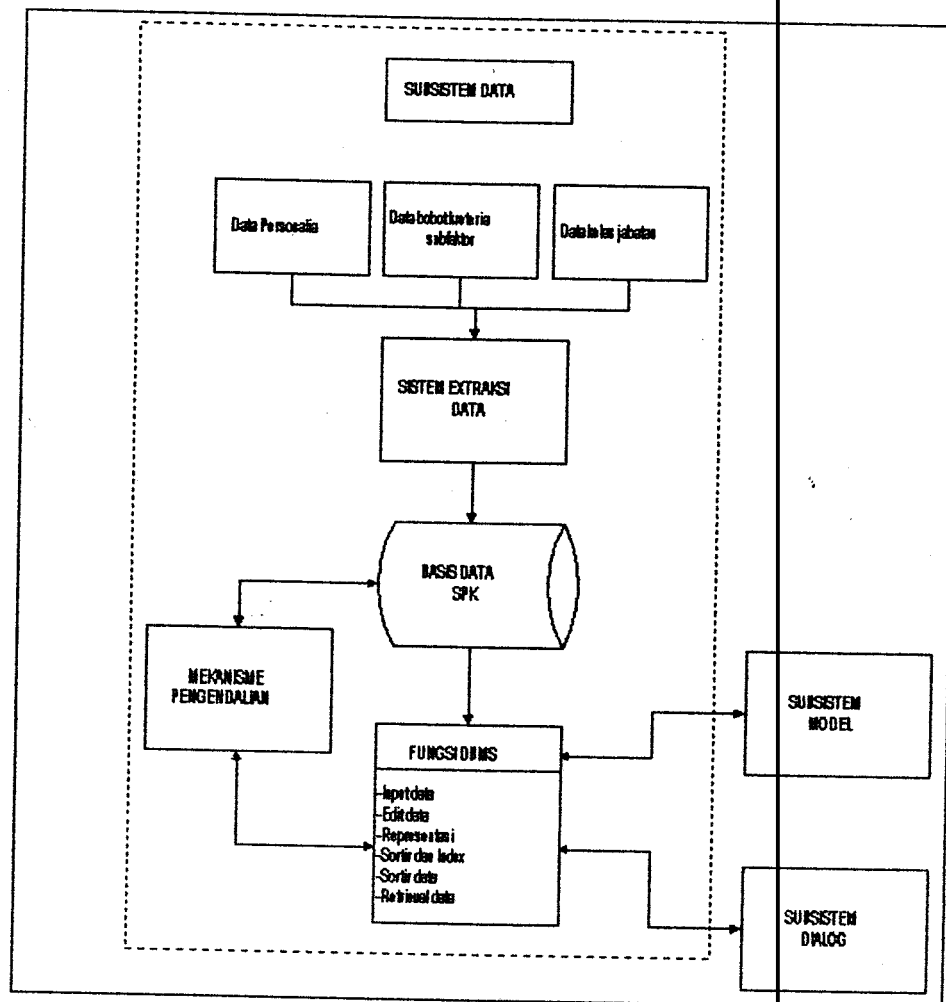 SUBSISTEM DATA
Data Personalia
Data bobot kriteria
subfaktor
Data kelas jabatan
SISTEM EXTRAKSI
DATA
BASIS DATA
SPK
MEKANISME
PENGENDALIAN
FUNGSI DBMS
-Input data
-Edit data
-Representasi
-Sortir dan Index
-Sortir data
-Retrieval data
SUBSISTEM
MODEL
SUBSISTEM
DIALOG